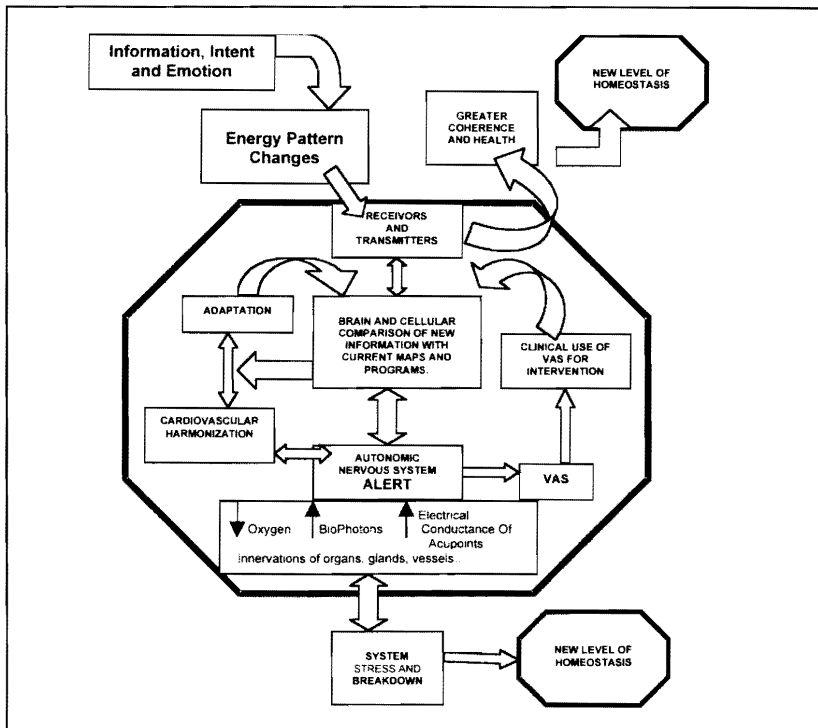 Information, Intent
and Emotion
Energy Pattern
Changes
GREATER
COHERENCE
AND HEALTH
NEW LEVEL OF
HOMEOSTASIS
RECEIVORS
AND
TRANSMITTERS
ADAPTATION
BRAIN AND CELLULAR
COMPARISON OF NEW
INFORMATION WITH
CURRENT MAPS AND
PROGRAMS.
CLINICAL USE OF
VAS FOR
INTERVENTION
CARDIOVASCULAR
HARMONIZATION
AUTONOMIC
NERVOUS SYSTEM
ALERT
VAS
Oxygen
BioPhotons
Electrical
Conductance Of
Acupoints
innervations of organs, glands, vessels..
SYSTEM
STRESS AND
BREAKDOWN
NEW LEVEL OF
HOMEOSTASIS